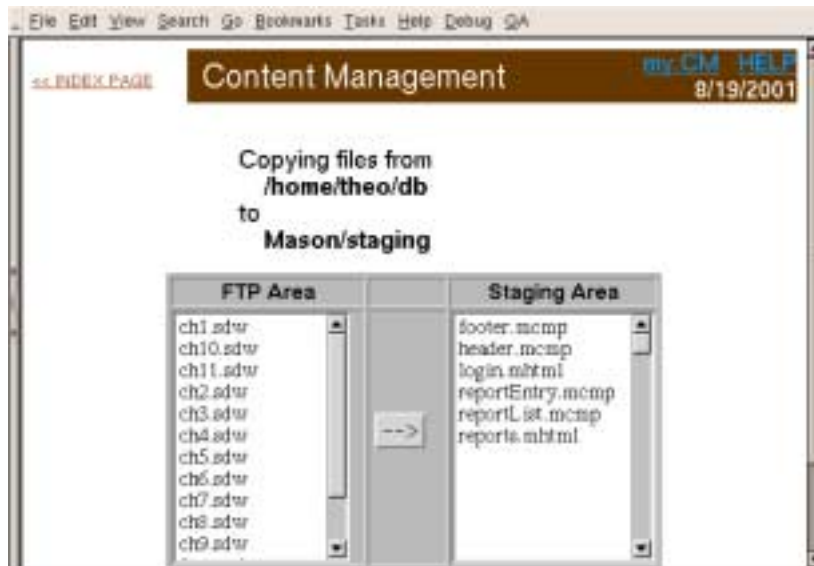 File Edit View Search Go Bookmarks Tasks Help Debug QA
<< INDEX PAGE
Content Management
my CM HELP
8/19/2001
Copying files from
/home/theo/db
to
Mason/staging
FTP Area
ch1.sdw
ch10.sdw
ch11.sdw
ch2.sdw
ch3.sdw
ch4.sdw
ch5.sdw
ch6.sdw
ch7.sdw
ch8.sdw
ch9.sdw
-->
Staging Area
footer.mcmp
header.mcmp
login.mhtml
reportEntry.mcmp
reportList.mcmp
reports.mhtml